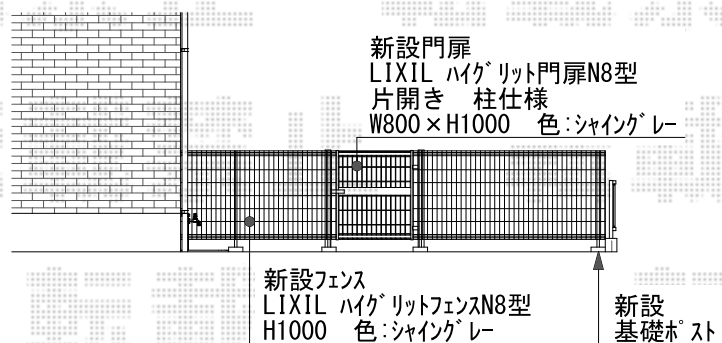 新設門扉
LIXIL ハイグリット門扉N8型
片開き　柱仕様
W800×H1000　色:シャイングレー
新設フェンス
LIXIL ハイグリットフェンスN8型
H1000　色:シャイングレー
新設
基礎ポスト